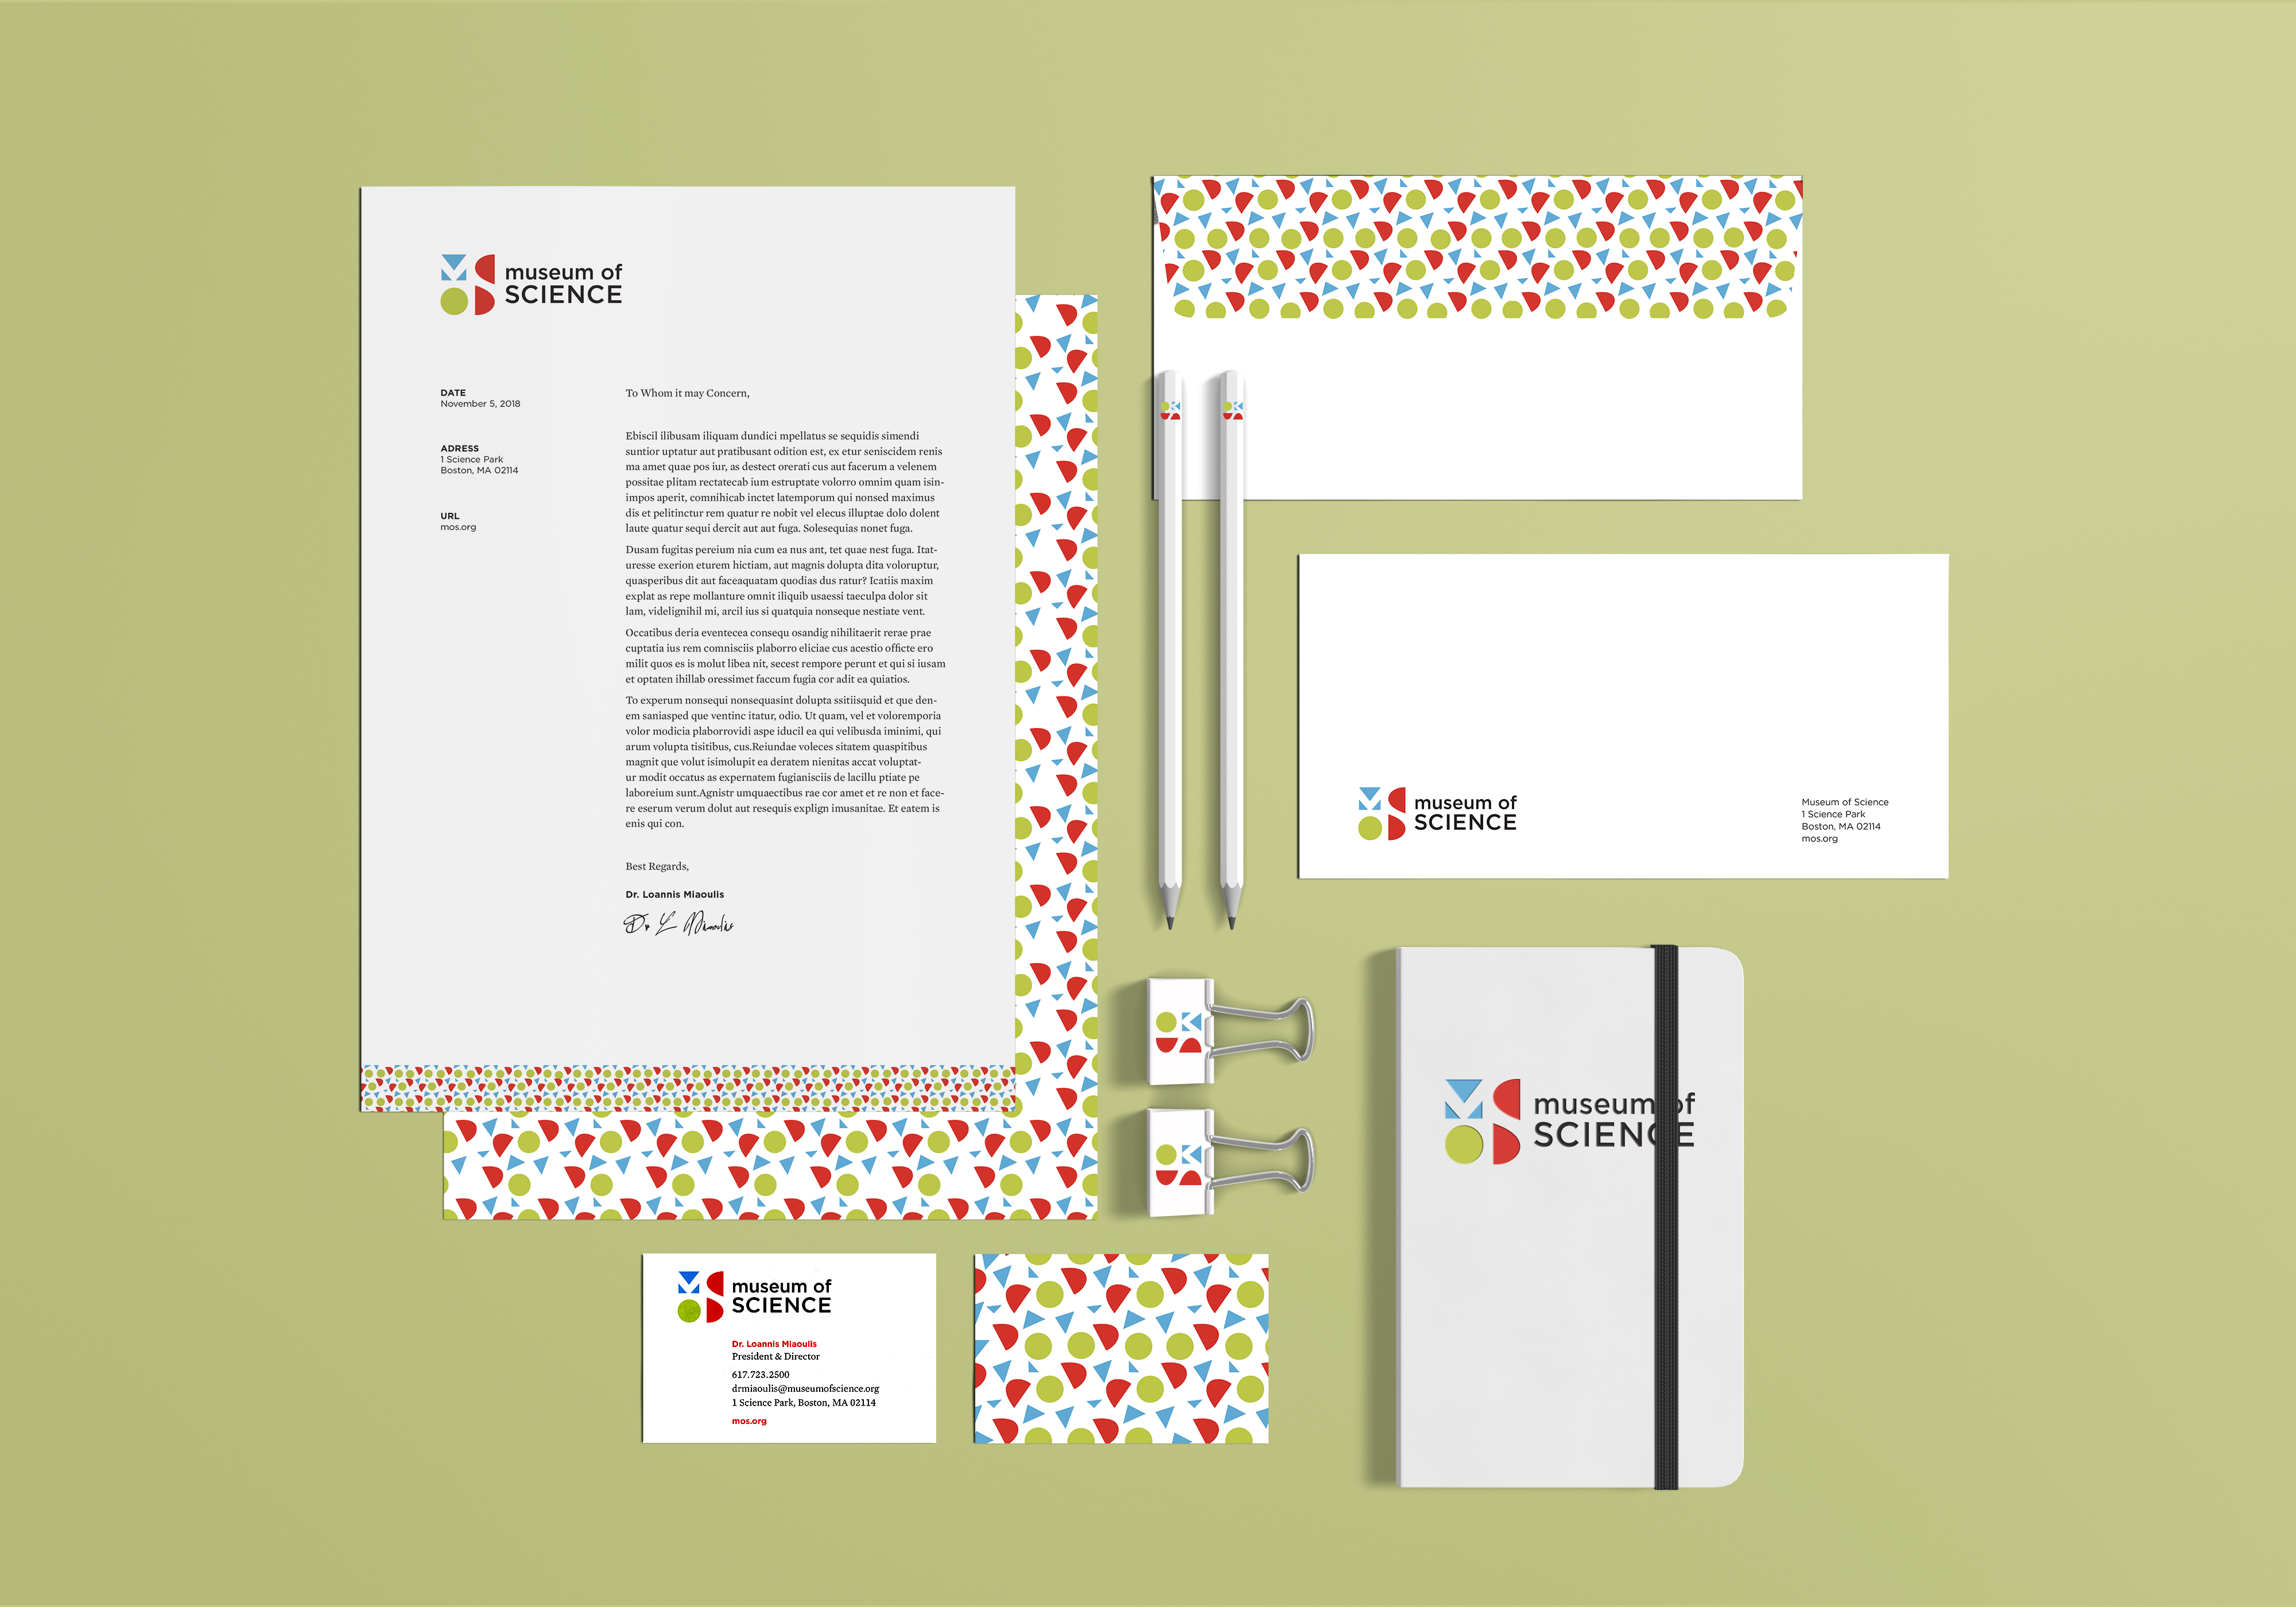 museum of
SCIENCE
DATE
November 5, 2018
ADRESS
1 Science Park
Boston, MA 02114
URL
mos.org
To Whom it may Concern,
Ebiscil ilibusam iliquam dundici mpellatus se sequidis simendi
suntior uptatur aut pratibusant odition est, ex etur seniscidem renis
ma amet quae pos iur, as destect orerati cus aut facerum a velenem
possitae plitam rectatecab ium estruptate volorro omnim quam isin-
impos aperit, comnihicab inctet latemporum qui nonsed maximus
dis et pelitinctur rem quatur re nobit vel elecus illuptae dolo dolent
laute quatur sequi dercit aut aut fuga. Solesequias nonet fuga.
Dusam fugitas pereium nia cum ea nus ant, tet quae nest fuga. Itat-
uresse exerion eturem hictiam, aut magnis dolupta dita voloruptur,
quasperibus dit aut faceaquatam quodias dus ratur? Icatiis maxim
explat as repe mollanture omnit iliquib usaessi taeculpa dolor sit
lam, videlignihil mi, arcil ius si quatquia nonseque nestiate vent.
Occatibus deria eventecea consequ osandig nihilitaerit rerae prae
cuptatia ius rem comnisciis plaborro eliciae cus acestio officte ero
milit quos es is molut libea nit, secest rempore perunt et qui si iusam
et optaten ihillab oressimet faccum fugia cor adit ea quiatios.
To experum nonsequi nonsequasint dolupta ssitiisquid et que den-
em saniasped que ventinc itatur, odio. Ut quam, vel et voloremporia
volor modicia plaborrovidi aspe iducil ea qui velibusda iminimi, qui
arum volupta tisitibus, cus.Reiundae voleces sitatem quaspitibus
magnit que volut isimolupit ea deratem nienitas accat voluptat-
ur modit occatus as expernatem fugianisciis de lacillu ptiate pe
laboreium sunt.Agnistr umquaectibus rae cor amet et re non et face-
re eserum verum dolut aut resequis explign imusanitae. Et eatem is
enis qui con.
Best Regards,
Dr. Loannis Miaoulis
Dr L Miaoulis
museum of
SCIENCE
Museum of Science
1 Science Park
Boston, MA 02114
mos.org
museum of
SCIENCE
museum of
SCIENCE
Dr. Loannis Miaoulis
President & Director
617.723.2500
drmiaoulis@museumofscience.org
1 Science Park, Boston, MA 02114
mos.org